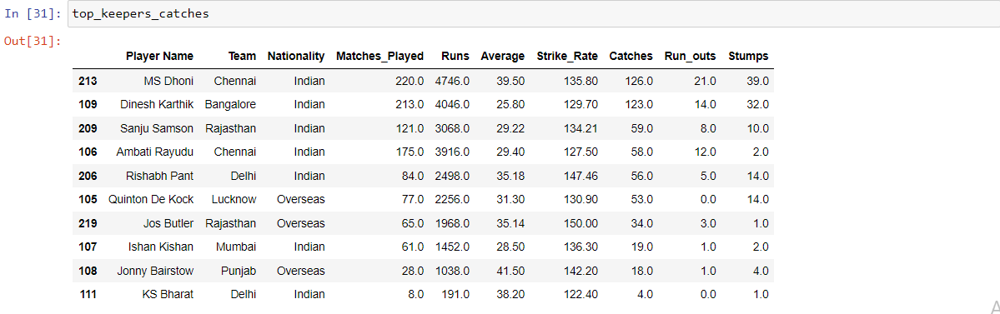 In [31]: top_keepers_catches
Out[31]:
Player Name Team Nationality Matches_Played Runs Average Strike_Rate Catches Run_outs Stumps
213 MS Dhoni Chennai Indian 220.0 4746.0 39.50 135.80 126.0 21.0 39.0
109 Dinesh Karthik Bangalore Indian 213.0 4046.0 25.80 129.70 123.0 14.0 32.0
209 Sanju Samson Rajasthan Indian 121.0 3068.0 29.22 134.21 59.0 8.0 10.0
106 Ambati Rayudu Chennai Indian 175.0 3916.0 29.40 127.50 58.0 12.0 2.0
206 Rishabh Pant Delhi Indian 84.0 2498.0 35.18 147.46 56.0 5.0 14.0
105 Quinton De Kock Lucknow Overseas 77.0 2256.0 31.30 130.90 53.0 0.0 14.0
219 Jos Butler Rajasthan Overseas 65.0 1968.0 35.14 150.00 34.0 3.0 1.0
107 Ishan Kishan Mumbai Indian 61.0 1452.0 28.50 136.30 19.0 1.0 2.0
108 Jonny Bairstow Punjab Overseas 28.0 1038.0 41.50 142.20 18.0 1.0 4.0
111 KS Bharat Delhi Indian 8.0 191.0 38.20 122.40 4.0 0.0 1.0